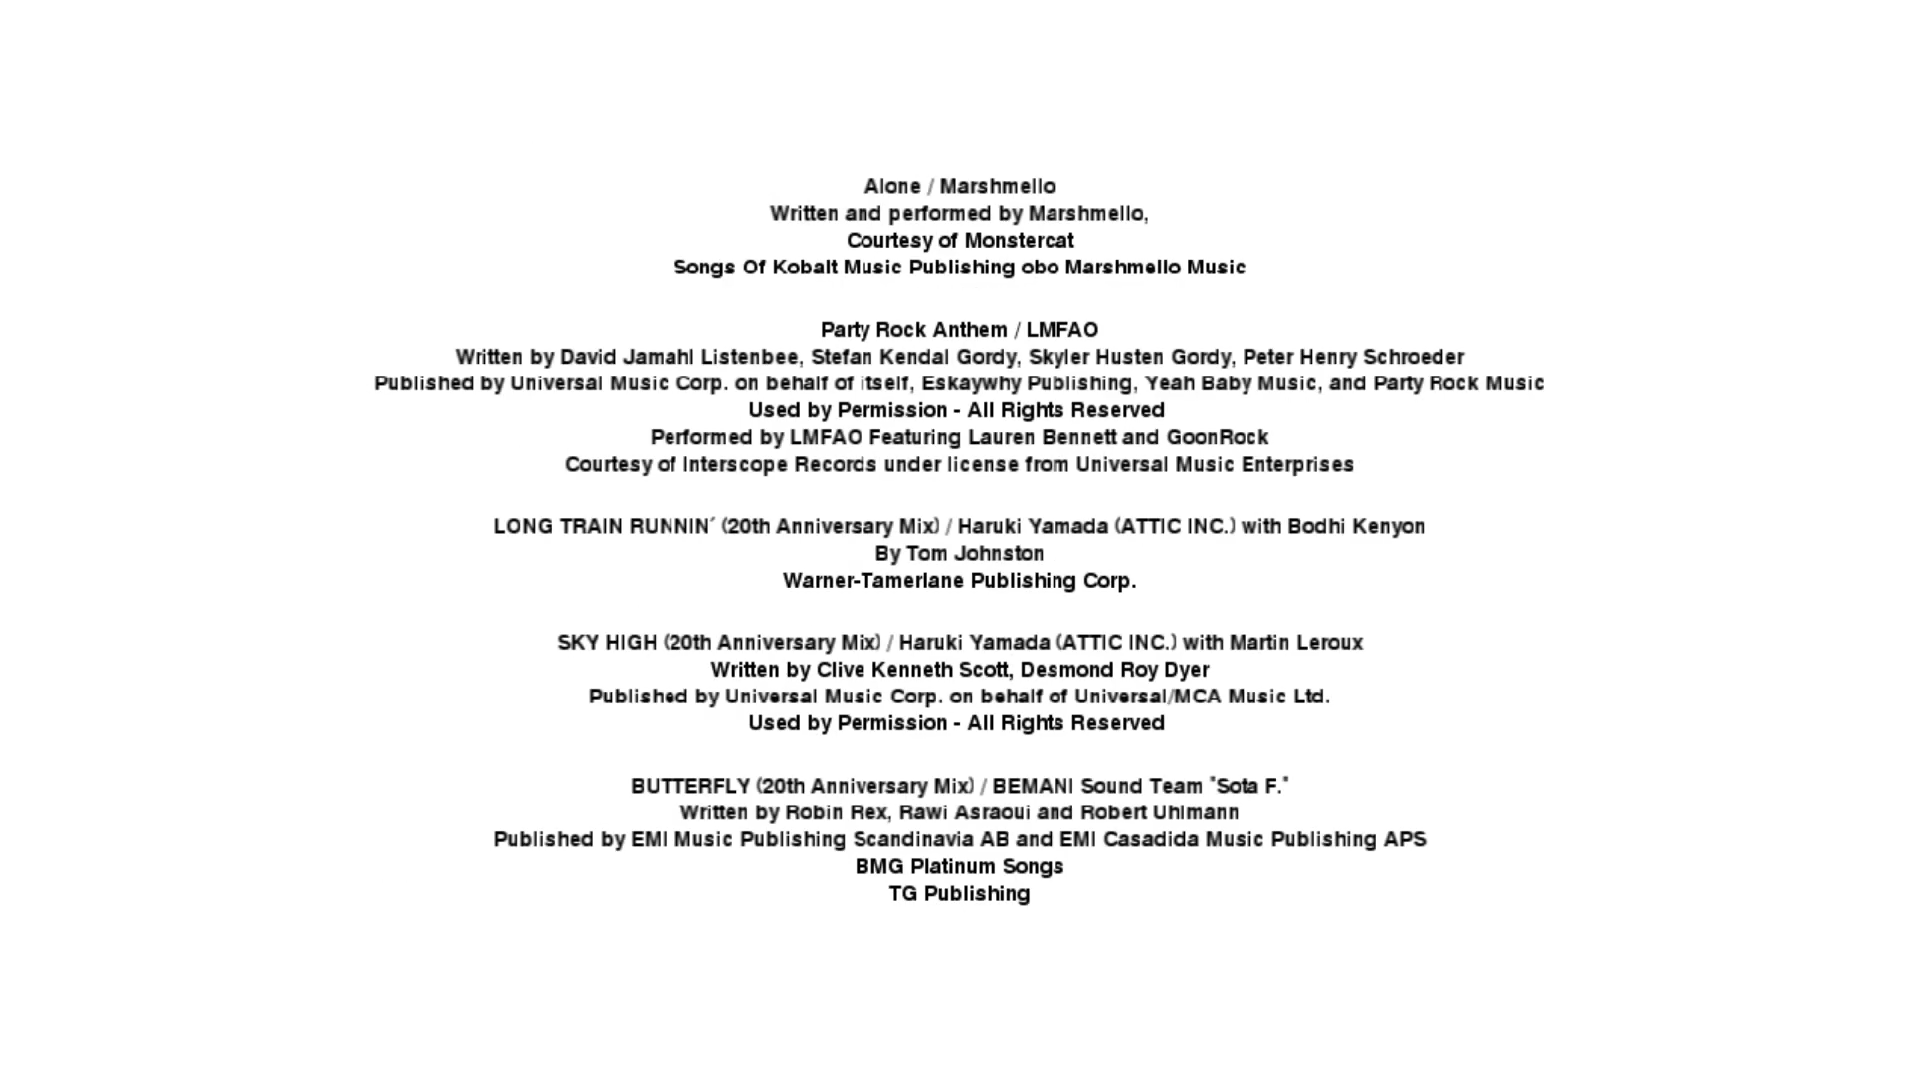 Alone / Marshmello
Written and performed by Marshmello,
Courtesy of Monstercat
Songs Of Kobalt Music Publishing obo Marshmello Music
Party Rock Anthem / LMFAO
Written by David Jamahl Listenbee, Stefan Kendal Gordy, Skyler Husten Gordy, Peter Henry Schroeder
Published by Universal Music Corp. on behalf of itself, Eskaywhy Publishing, Yeah Baby Music, and Party Rock Music
Used by Permission - All Rights Reserved
Performed by LMFAO Featuring Lauren Bennett and GoonRock
Courtesy of Interscope Records under license from Universal Music Enterprises
LONG TRAIN RUNNIN´ (20th Anniversary Mix) / Haruki Yamada (ATTIC INC.) with Bodhi Kenyon
By Tom Johnston
Warner-Tamerlane Publishing Corp.
SKY HIGH (20th Anniversary Mix) / Haruki Yamada (ATTIC INC.) with Martin Leroux
Written by Clive Kenneth Scott, Desmond Roy Dyer
Published by Universal Music Corp. on behalf of Universal/MCA Music Ltd.
Used by Permission - All Rights Reserved
BUTTERFLY (20th Anniversary Mix) / BEMANI Sound Team "Sota F."
Written by Robin Rex, Rawi Asraoui and Robert Uhlmann
Published by EMI Music Publishing Scandinavia AB and EMI Casadida Music Publishing APS
BMG Platinum Songs
TG Publishing